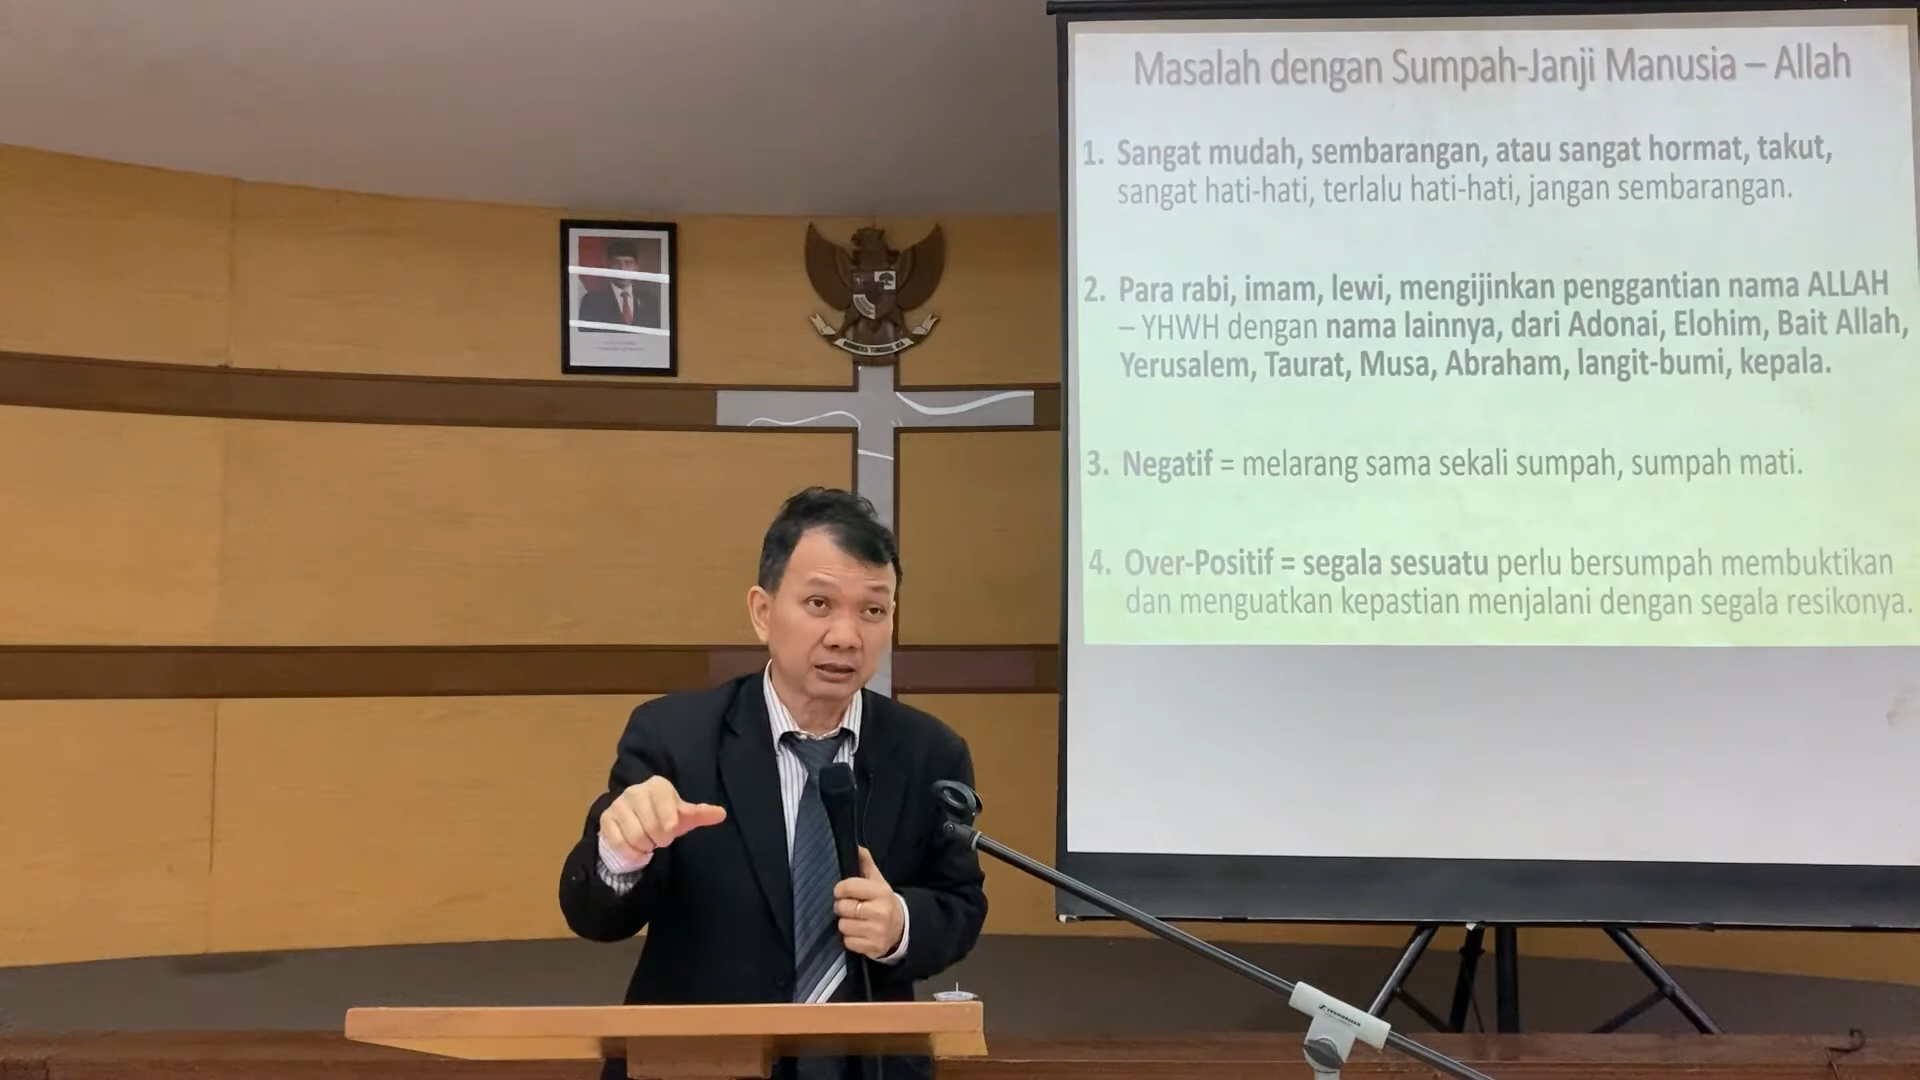 Masalah dengan Sumpah-Janji Manusia – Allah
1. Sangat mudah, sembarangan, atau sangat hormat, takut,
sangat hati-hati, terlalu hati-hati, jangan sembarangan.
2. Para rabi, imam, lewi, mengijinkan penggantian nama ALLAH
– YHWH dengan nama lainnya, dari Adonai, Elohim, Bait Allah,
Yerusalem, Taurat, Musa, Abraham, langit-bumi, kepala.
3. Negatif = melarang sama sekali sumpah, sumpah mati.
4. Over-Positif = segala sesuatu perlu bersumpah membuktikan
dan menguatkan kepastian menjalani dengan segala resikonya.